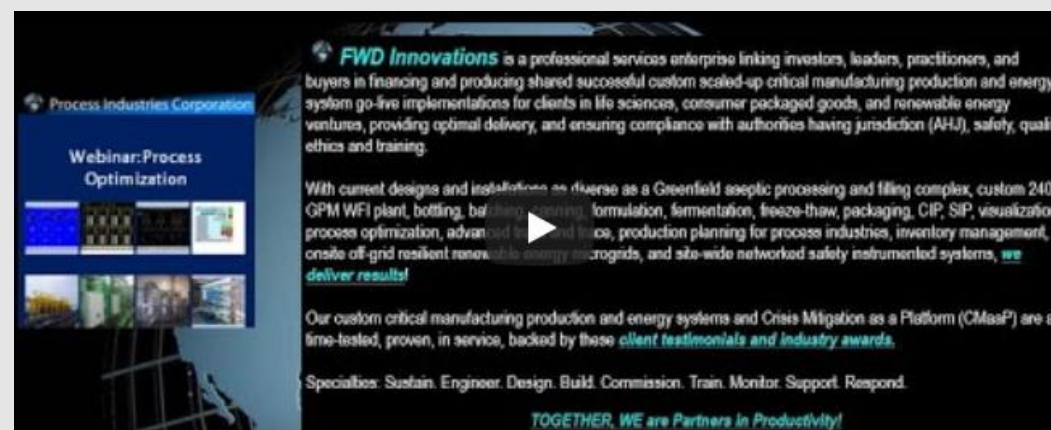 Process Industries Corporation
Webinar:Process
Optimization
FWD Innovations is a professional services enterprise linking investors, leaders, practitioners, and
buyers in financing and producing shared successful custom scaled-up critical manufacturing production and energy
system go-live implementations for clients in life sciences, consumer packaged goods, and renewable energy
ventures, providing optimal delivery, and ensuring compliance with authorities having jurisdiction (AHJ), safety, qualit
ethics and training.
With current designs and installations as diverse as a Greenfield aseptic processing and filling complex, custom 240
GPM WFI plant, bottling, formulation, fermentation, freeze-thaw, packaging, CIP, SIP, visualization
process optimization, advanced and trace, production planning for process industries, inventory management,
onsite off-grid resilient renewable energy microgrids, and site-wide networked safety instrumented systems, we
deliver results!
Our custom critical manufacturing production and energy systems and Crisis Mitigation as a Platform (CMaaP) are a
time-tested, proven, in service, backed by these client testimonials and industry awards.
Specialties: Sustain. Engineer. Design. Build. Commission. Train. Monitor. Support. Respond.
TOGETHER, WE are Partners in Productivity!